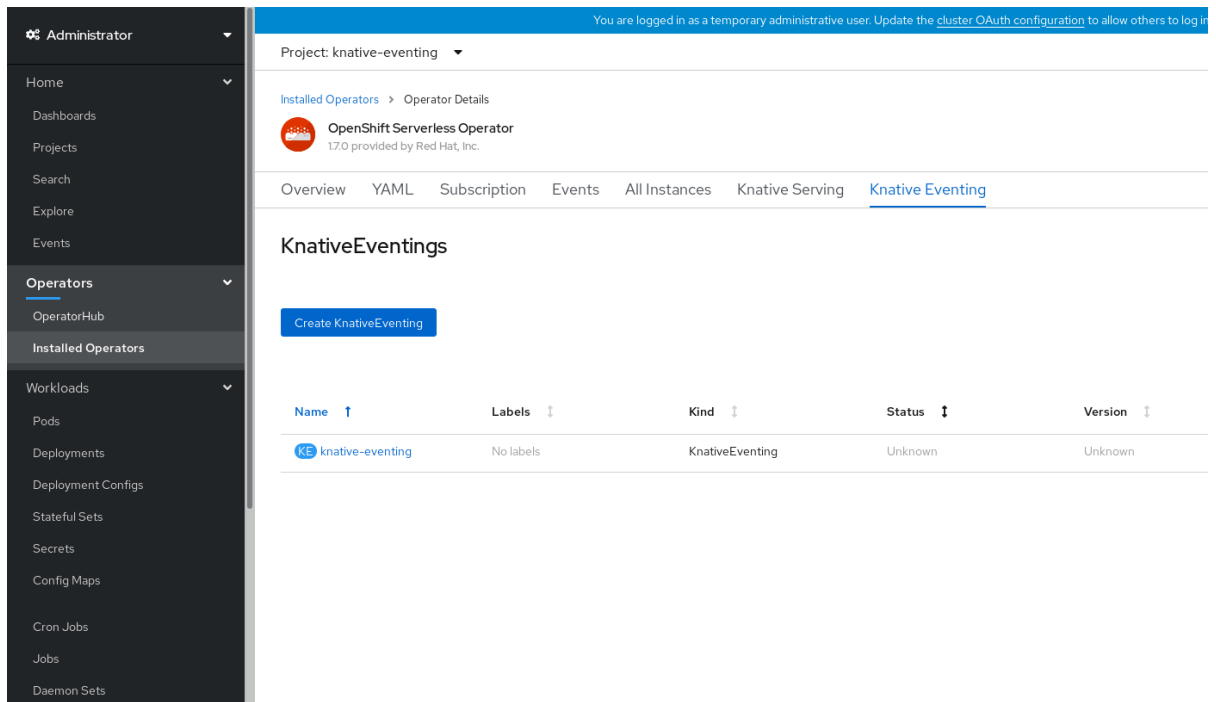 You are logged in as a temporary administrative user. Update the cluster OAuth configuration to allow others to log in
Administrator
Home
Dashboards
Projects
Search
Explore
Events
Operators
OperatorHub
Installed Operators
Workloads
Pods
Deployments
Deployment Configs
Stateful Sets
Secrets
Config Maps
Cron Jobs
Jobs
Daemon Sets
Project: knative-eventing
Installed Operators > Operator Details
OpenShift Serverless Operator
1.7.0 provided by Red Hat, Inc.
Overview YAML Subscription Events All Instances Knative Serving Knative Eventing
KnativeEventings
Create KnativeEventing
Name Labels Kind Status Version
KE knative-eventing No labels KnativeEventing Unknown Unknown